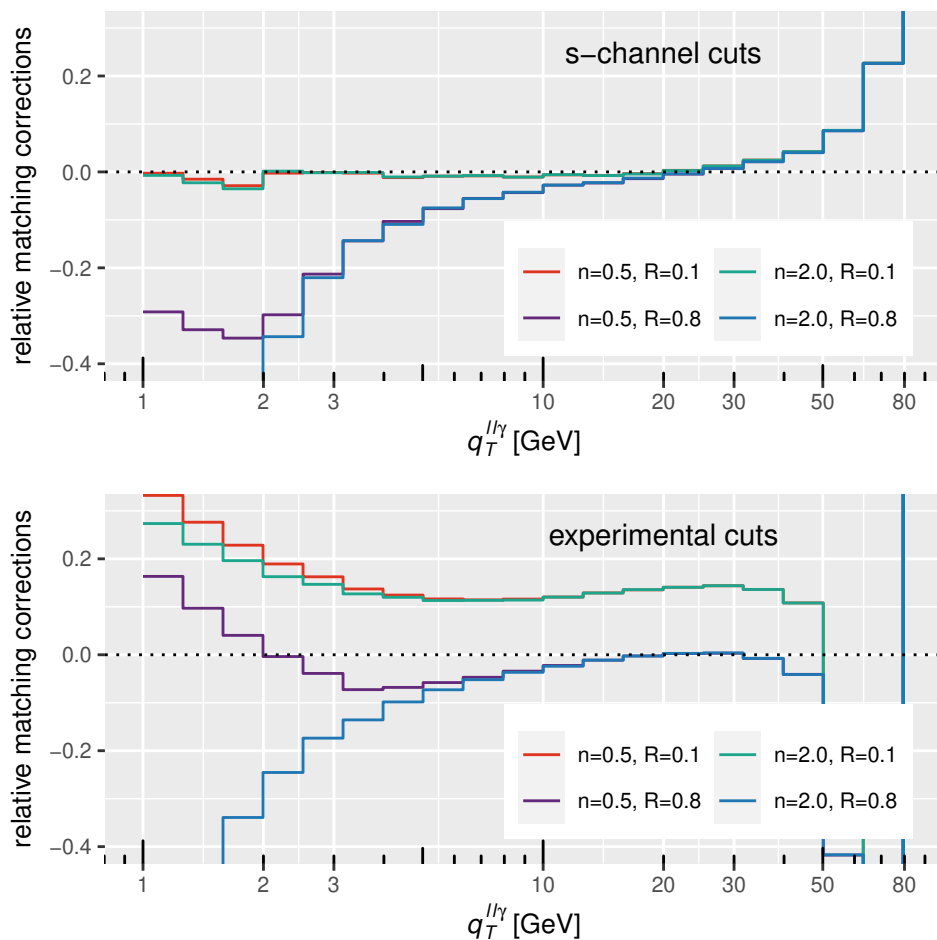 relative matching corrections
s-channel cuts
0.2
0.0
−0.2
−0.4
n=0.5, R=0.1
n=2.0, R=0.1
n=0.5, R=0.8
n=2.0, R=0.8
1 2 3 10 20 30 50 80
q_T^{llγ} [GeV]
relative matching corrections
experimental cuts
0.2
0.0
−0.2
−0.4
n=0.5, R=0.1
n=2.0, R=0.1
n=0.5, R=0.8
n=2.0, R=0.8
1 2 3 10 20 30 50 80
q_T^{llγ} [GeV]